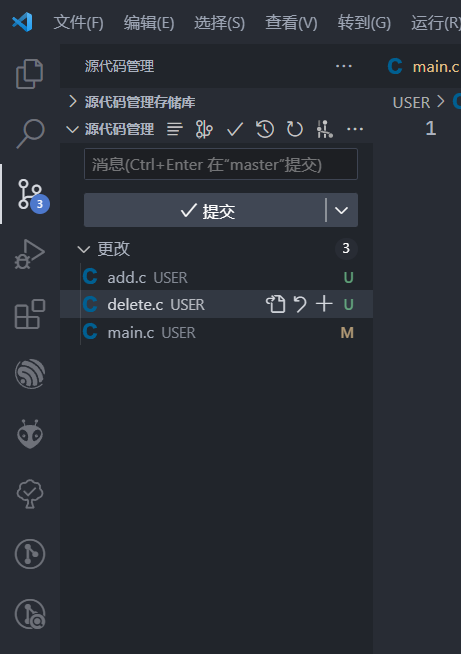 文件(F) 编辑(E) 选择(S) 查看(V) 转到(G) 运行(R)
源代码管理
main.c
源代码管理存储库
USER
源代码管理
1
消息(Ctrl+Enter 在"master"提交)
提交
3
更改 3
add.c USER U
delete.c USER U
main.c USER M